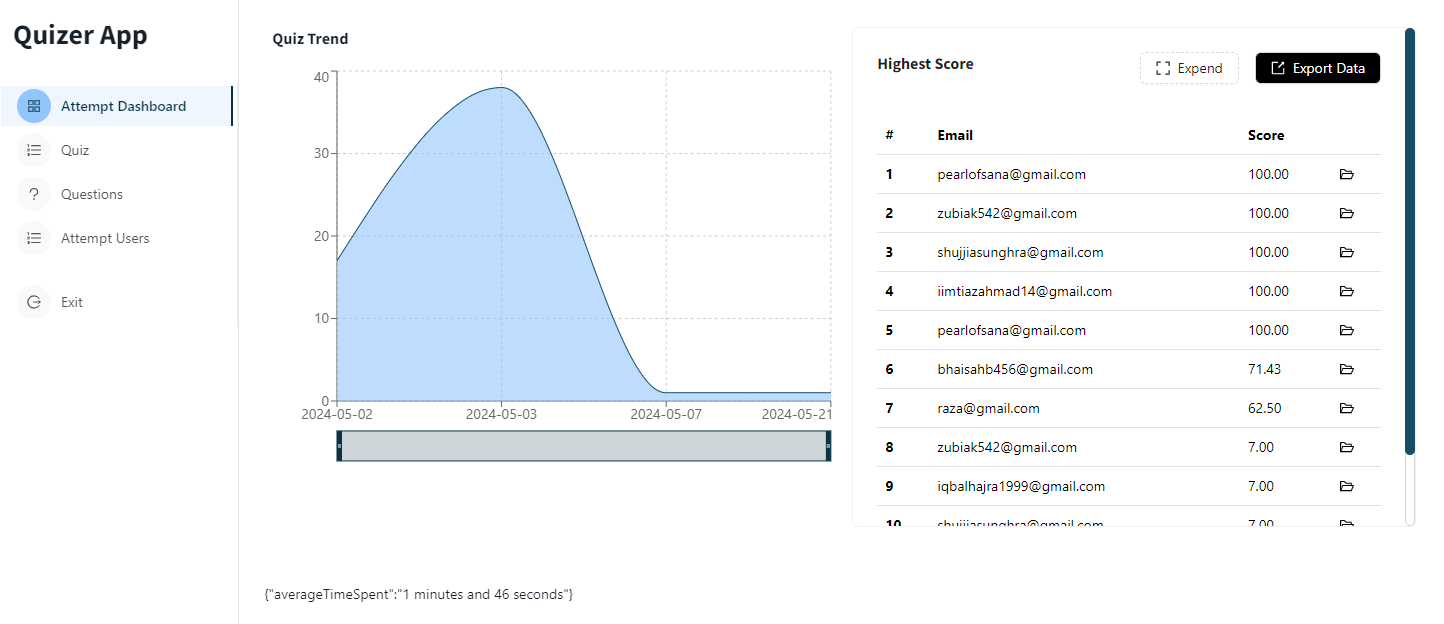 Quizer App
Attempt Dashboard
Quiz
? Questions
Attempt Users
Exit
Quiz Trend
40
30
20
10
0
2024-05-02 2024-05-03 2024-05-07 2024-05-21
Highest Score
Expend
Export Data
# Email Score
1 pearlofsana@gmail.com 100.00
2 zubiak542@gmail.com 100.00
3 shujjiasunghra@gmail.com 100.00
4 iimtiazahmad14@gmail.com 100.00
5 pearlofsana@gmail.com 100.00
6 bhaisahb456@gmail.com 71.43
7 raza@gmail.com 62.50
8 zubiak542@gmail.com 7.00
9 iqbalhajra1999@gmail.com 7.00
10 shujjiasunghra@gmail.com 7.00
{"averageTimeSpent":"1 minutes and 46 seconds"}